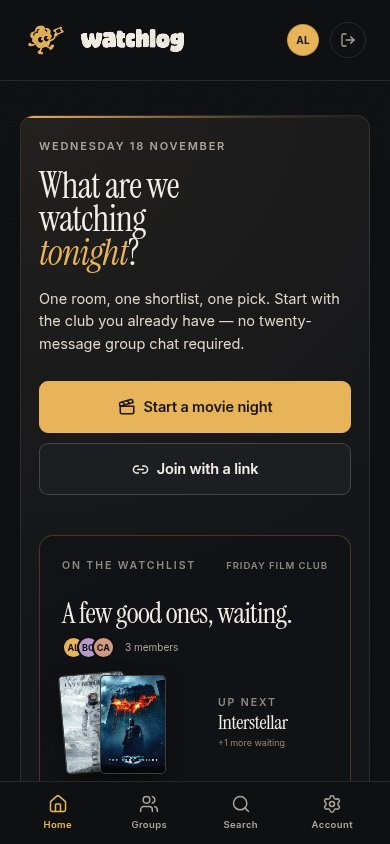 watchlog
AL
WEDNESDAY 18 NOVEMBER
What are we
watching
tonight?
One room, one shortlist, one pick. Start with
the club you already have — no twenty-
message group chat required.
Start a movie night
Join with a link
ON THE WATCHLIST
FRIDAY FILM CLUB
A few good ones, waiting.
AL
CA
3 members
UP NEXT
Interstellar
+1 more waiting
Home
Groups
Search
Account